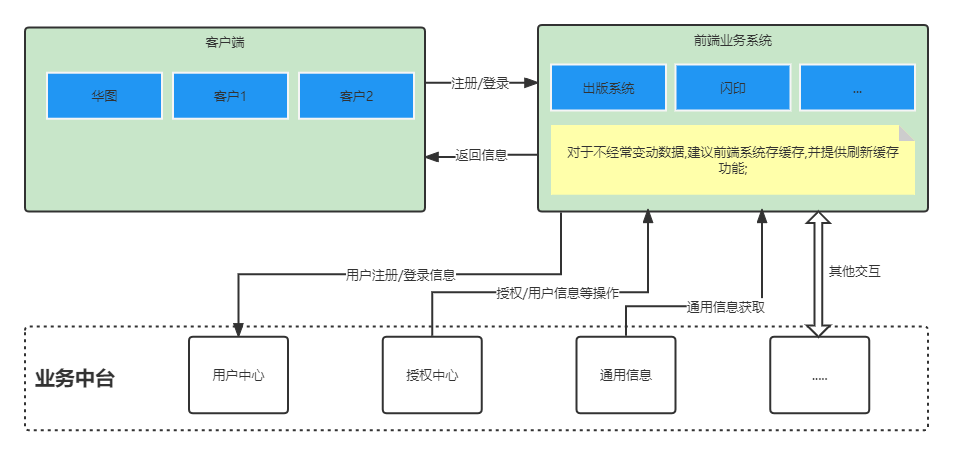 客户端
华图
客户1
客户2
注册/登录
返回信息
前端业务系统
出版系统
闪印
...
对于不经常变动数据,建议前端系统存缓存,并提供刷新缓存
功能;
用户注册/登录信息
授权/用户信息等操作
通用信息获取
其他交互
业务中台
用户中心
授权中心
通用信息
.....